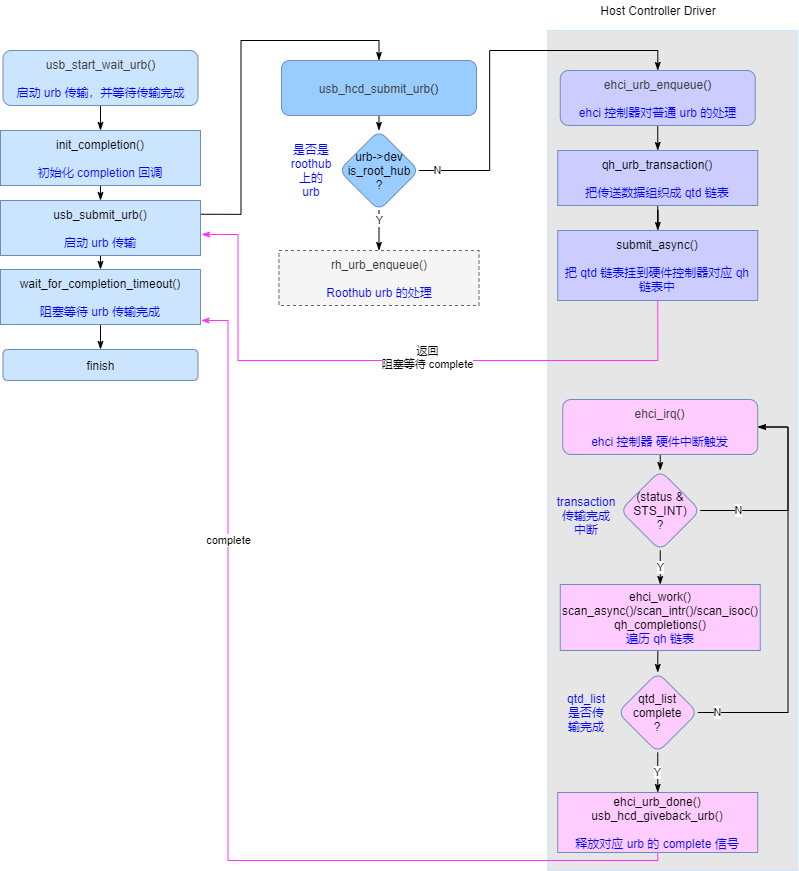 Host Controller Driver
usb_start_wait_urb()
启动 urb 传输，并等待传输完成
init_completion()
初始化 completion 回调
usb_submit_urb()
启动 urb 传输
wait_for_completion_timeout()
阻塞等待 urb 传输完成
finish
usb_hcd_submit_urb()
是否是
roothub
上的
urb
urb->dev
is_root_hub
?
N
Y
rh_urb_enqueue()
Roothub urb 的处理
ehci_urb_enqueue()
ehci 控制器对普通 urb 的处理
qh_urb_transaction()
把传送数据组织成 qtd 链表
submit_async()
把 qtd 链表挂到硬件控制器对应 qh
链表中
返回
阻塞等待 complete
ehci_irq()
ehci 控制器 硬件中断触发
transaction
传输完成
中断
(status &
STS_INT)
?
N
Y
complete
ehci_work()
scan_async()/scan_intr()/scan_isoc()
qh_completions()
遍历 qh 链表
qtd_list
是否传
输完成
qtd_list
complete
?
N
Y
ehci_urb_done()
usb_hcd_giveback_urb()
释放对应 urb 的 complete 信号